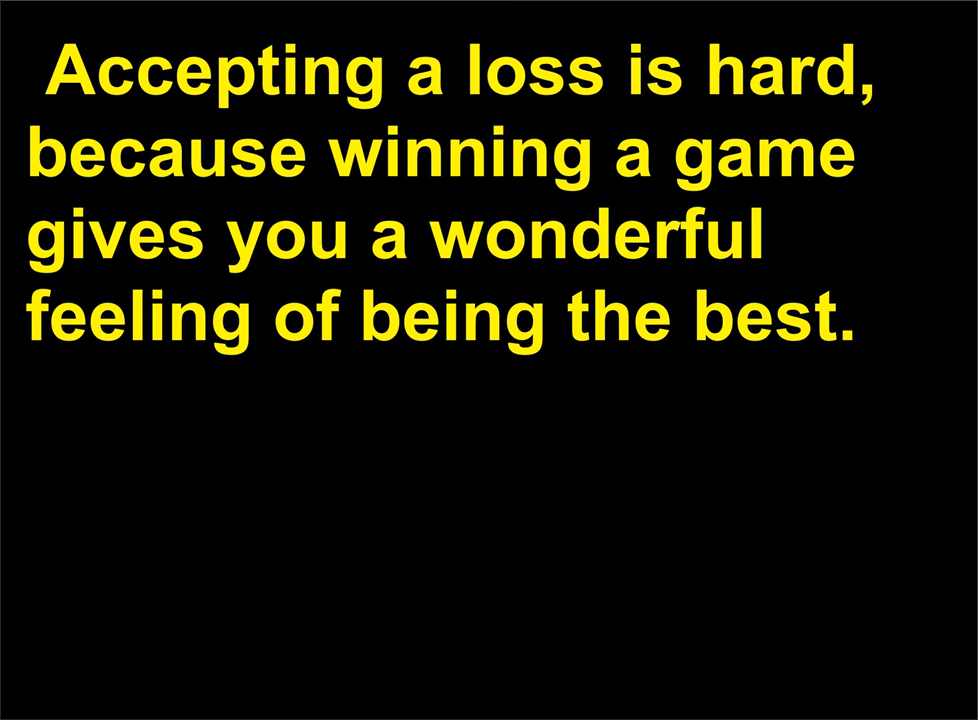 Accepting a loss is hard,
because winning a game
gives you a wonderful
feeling of being the best.